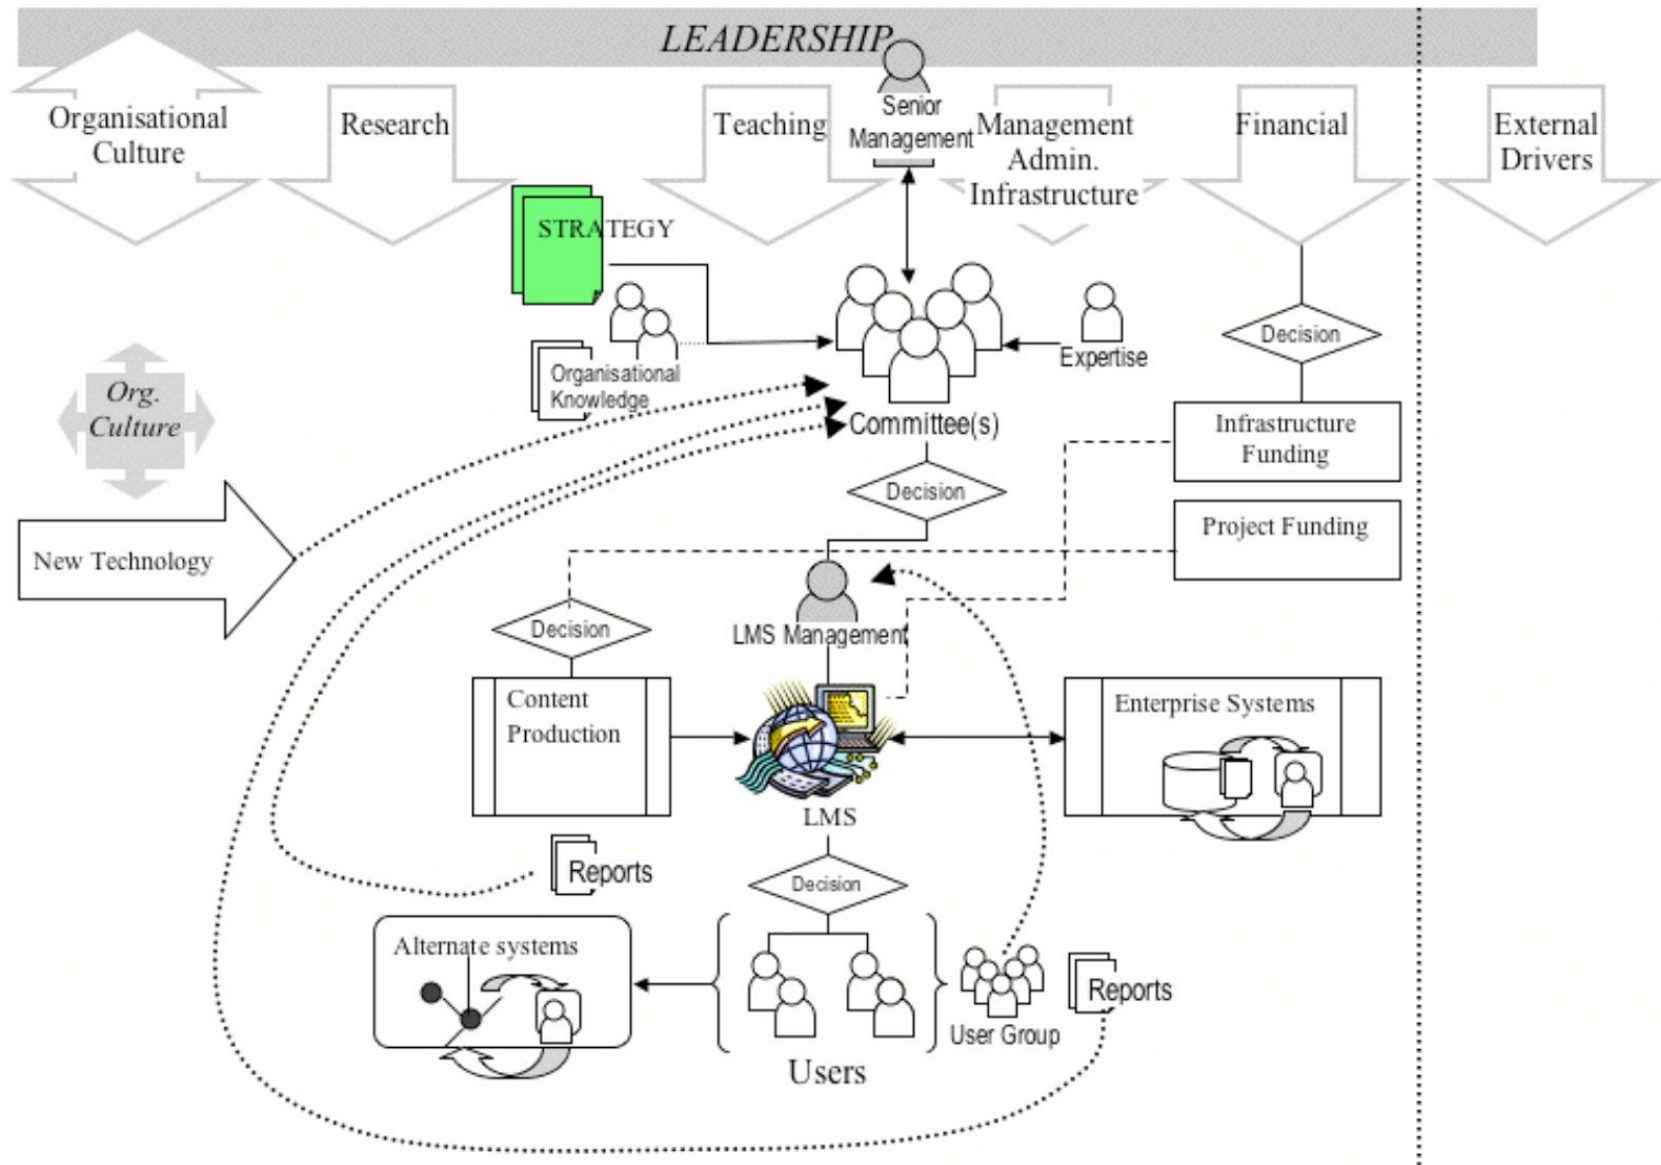 LEADERSHIP
Organisational
Culture
Research
Teaching
Senior
Management
Management
Admin.
Infrastructure
Financial
External
Drivers
STRATEGY
Organisational
Knowledge
Expertise
Decision
Org.
Culture
Committee(s)
Infrastructure
Funding
Decision
Project Funding
New Technology
Decision
LMS Management
Content
Production
Enterprise Systems
LMS
Reports
Decision
Alternate systems
Reports
User Group
Users